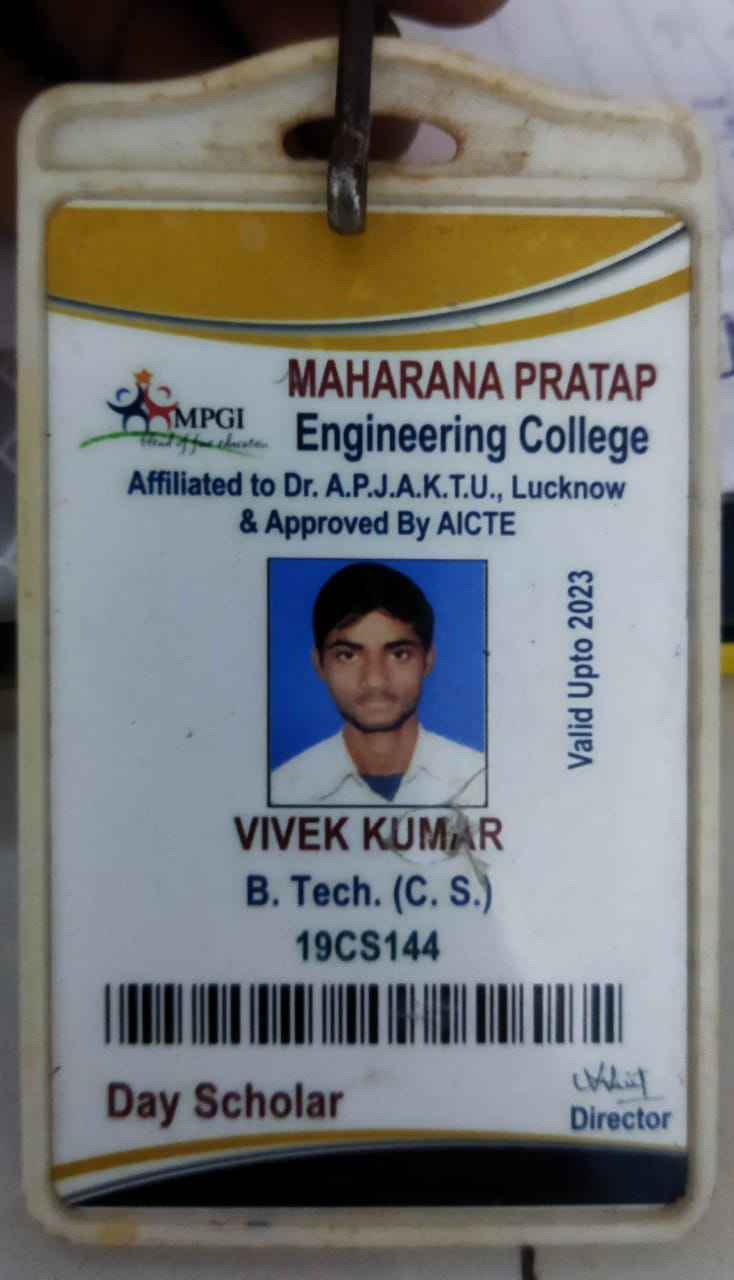 MAHARANA PRATAP
MPGI
Engineering College
blend of fine education
Affiliated to Dr. A.P.J.A.K.T.U., Lucknow
& Approved By AICTE
Valid Upto 2023
VIVEK KUMAR
B. Tech. (C. S.)
19CS144
Day Scholar
Director